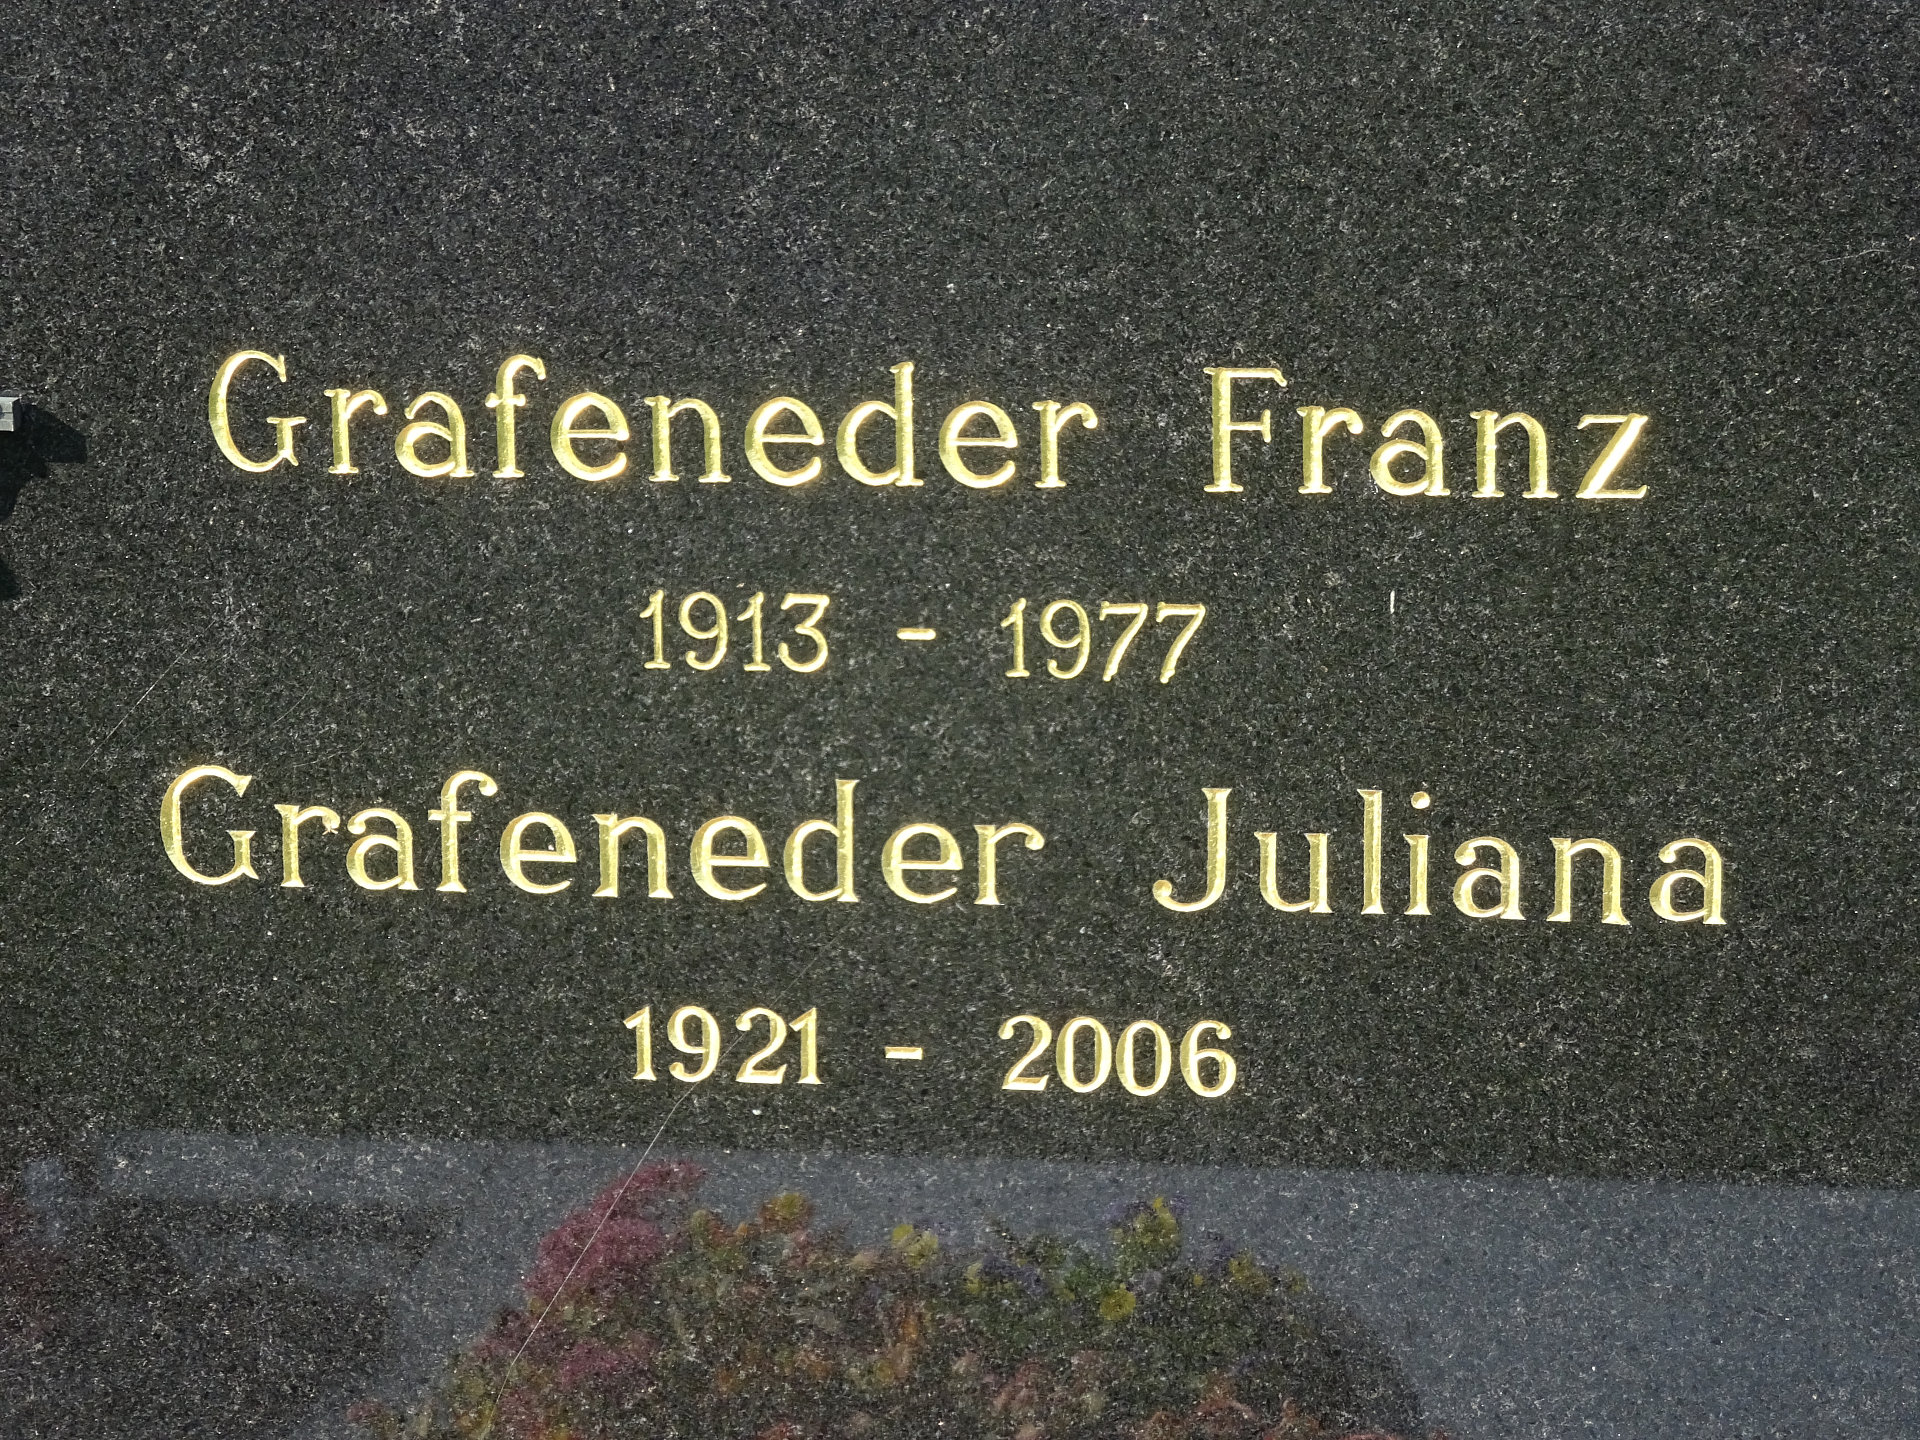 Grafeneder Franz
1913 - 1977
Grafeneder Juliana
1921 - 2006